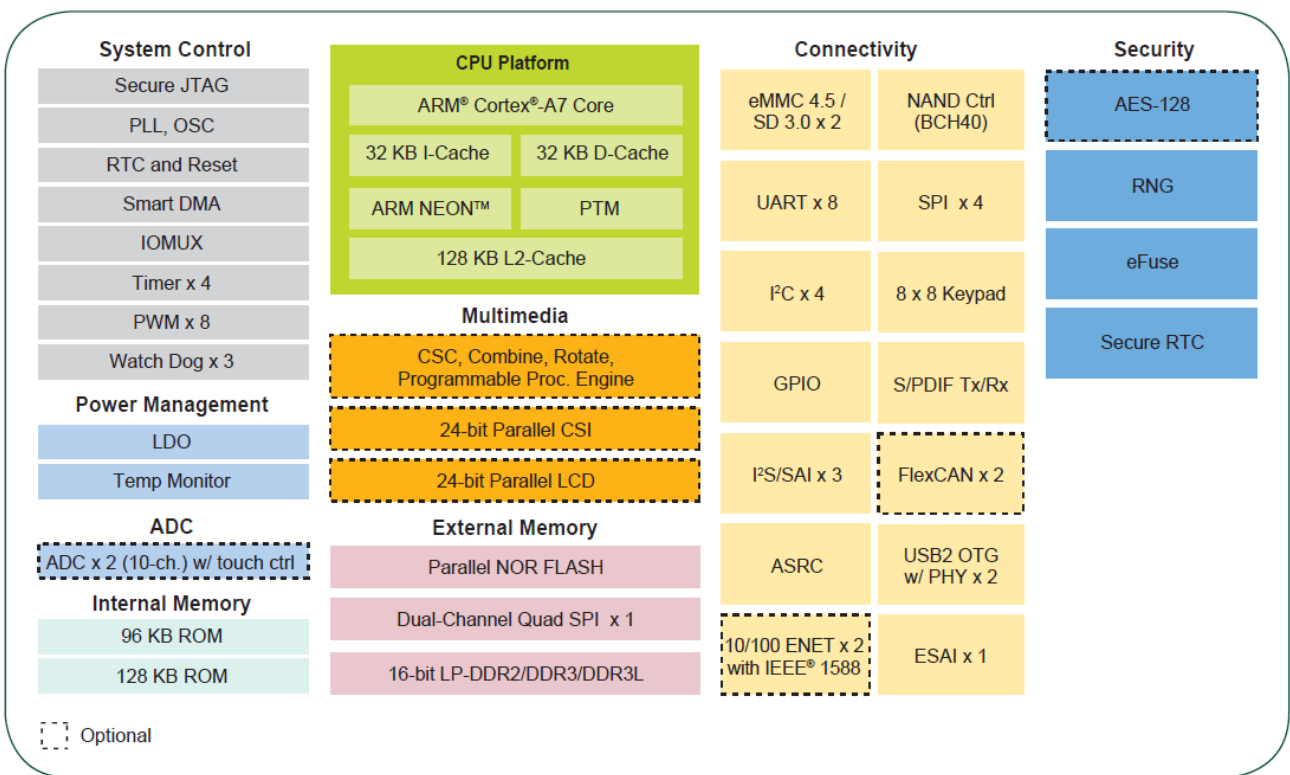 System Control
Secure JTAG
PLL, OSC
RTC and Reset
Smart DMA
IOMUX
Timer x 4
PWM x 8
Watch Dog x 3
Power Management
LDO
Temp Monitor
ADC
ADC x 2 (10-ch.) w/ touch ctrl
Internal Memory
96 KB ROM
128 KB ROM
Optional
CPU Platform
ARM® Cortex®-A7 Core
32 KB I-Cache
32 KB D-Cache
ARM NEON™
PTM
128 KB L2-Cache
Multimedia
CSC, Combine, Rotate,
Programmable Proc. Engine
24-bit Parallel CSI
24-bit Parallel LCD
External Memory
Parallel NOR FLASH
Dual-Channel Quad SPI x 1
16-bit LP-DDR2/DDR3/DDR3L
Connectivity
eMMC 4.5 /
SD 3.0 x 2
NAND Ctrl
(BCH40)
UART x 8
SPI x 4
I²C x 4
8 x 8 Keypad
GPIO
S/PDIF Tx/Rx
I²S/SAI x 3
FlexCAN x 2
ASRC
USB2 OTG
w/ PHY x 2
10/100 ENET x 2
with IEEE® 1588
ESAI x 1
Security
AES-128
RNG
eFuse
Secure RTC